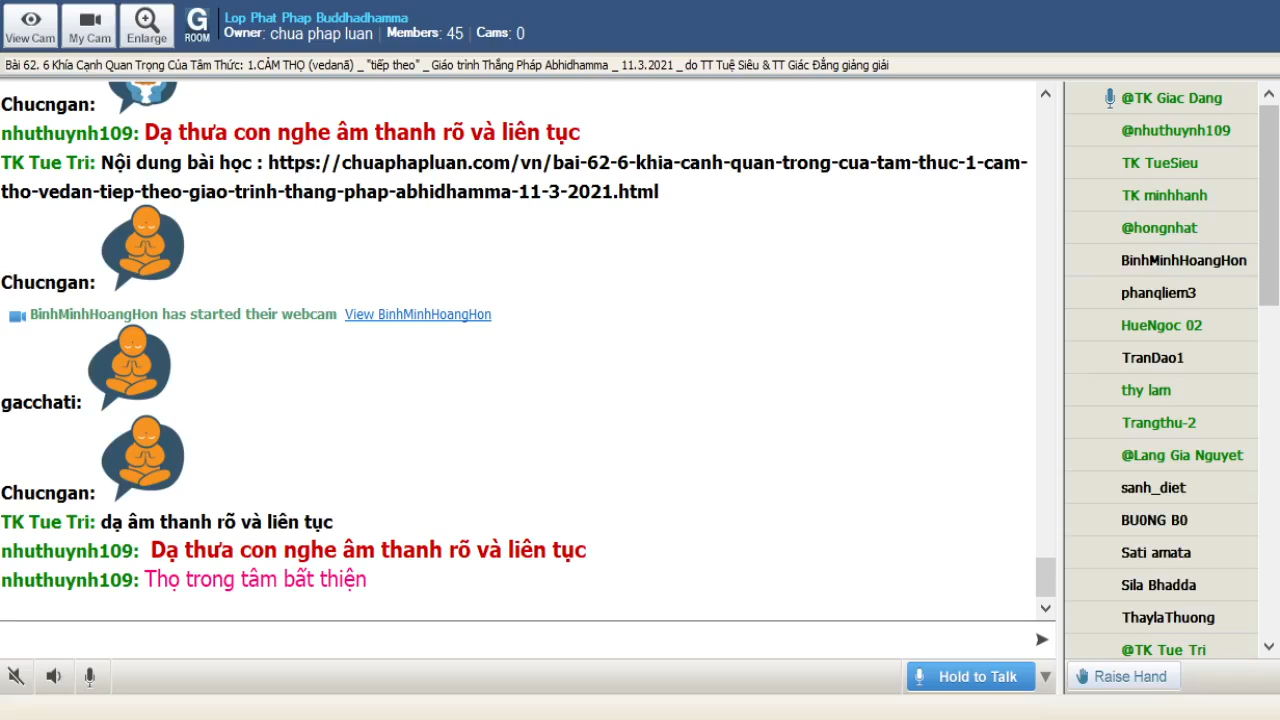 View Cam
My Cam
Enlarge
G
ROOM
Lop Phat Phap Buddhadhamma
Owner: chua phap luan | Members: 45 | Cams: 0
Bài 62. 6 Khía Cạnh Quan Trọng Của Tâm Thức: 1.CẢM THỌ (vedanā) _ "tiếp theo" _ Giáo trình Thắng Pháp Abhidhamma _ 11.3.2021 _ do TT Tuệ Siêu & TT Giác Đẳng giảng giải
Chucngan:
nhuthuynh109: Dạ thưa con nghe âm thanh rõ và liên tục
TK Tue Tri: Nội dung bài học : https://chuaphapluan.com/vn/bai-62-6-khia-canh-quan-trong-cua-tam-thuc-1-cam-
tho-vedan-tiep-theo-giao-trinh-thang-phap-abhidhamma-11-3-2021.html
Chucngan:
BinhMinhHoangHon has started their webcam View BinhMinhHoangHon
gacchati:
Chucngan:
TK Tue Tri: dạ âm thanh rõ và liên tục
nhuthuynh109: Dạ thưa con nghe âm thanh rõ và liên tục
nhuthuynh109: Thọ trong tâm bất thiện
@TK Giac Dang
@nhuthuynh109
TK TueSieu
TK minhhanh
@hongnhat
BinhMinhHoangHon
phanqliem3
HueNgoc 02
TranDao1
thy lam
Trangthu-2
@Lang Gia Nguyet
sanh_diet
BU0NG B0
Sati amata
Sila Bhadda
ThaylaThuong
@TK Tue Tri
Hold to Talk
Raise Hand